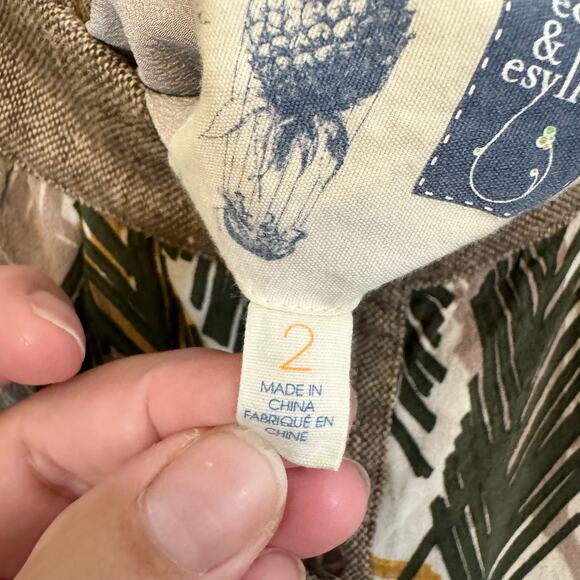 &
2
MADE IN
CHINA
FABRIQUÉ EN
CHINE